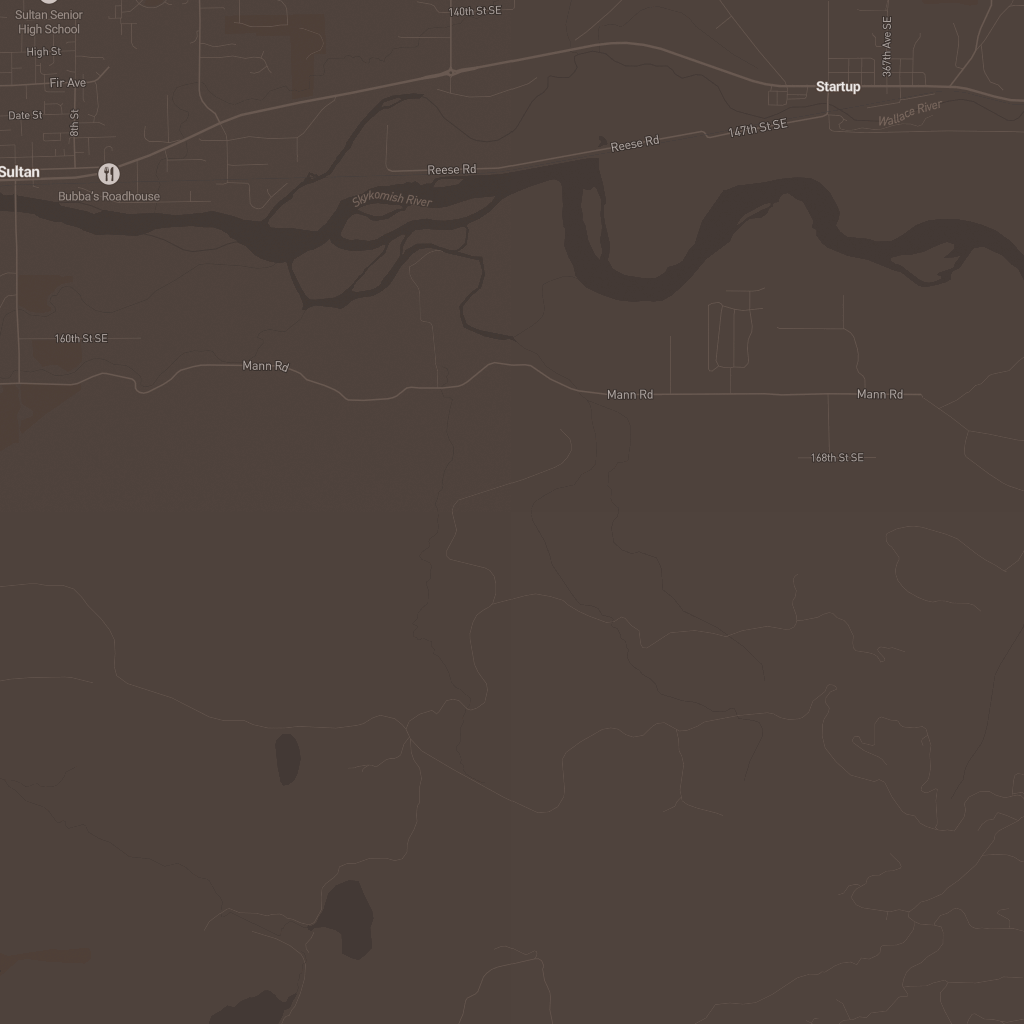 Sultan Senior
High School
140th St SE
High St
367th Ave SE
Fir Ave
Startup
Date St
8th St
Wallace River
147th St SE
Reese Rd
Reese Rd
Sultan
Bubba's Roadhouse
Skykomish River
160th St SE
Mann Rd
Mann Rd
Mann Rd
168th St SE